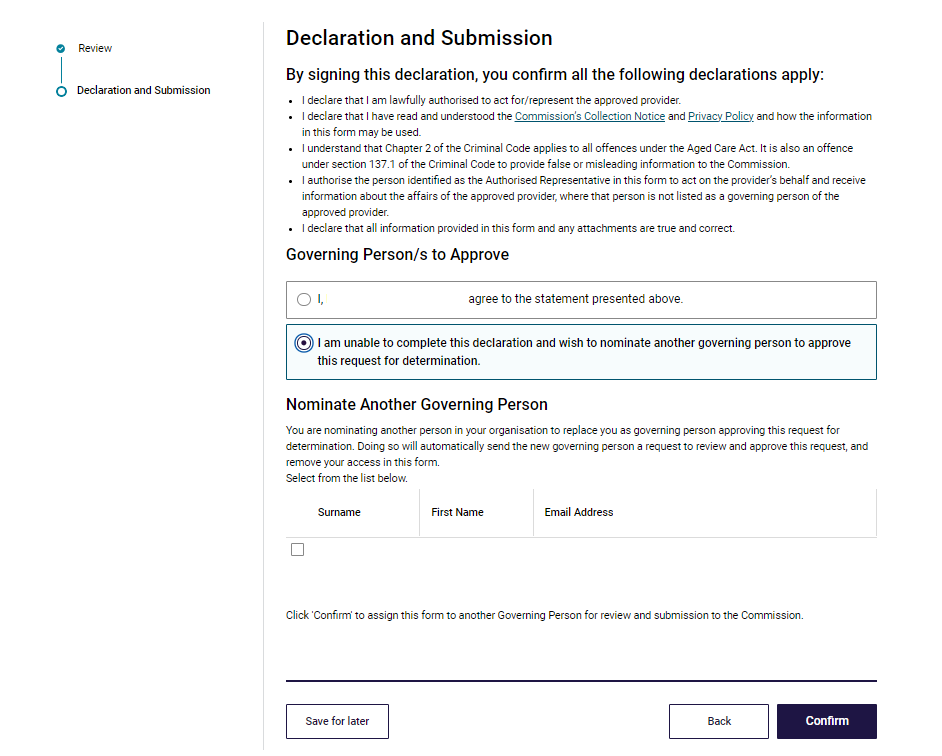 Review
Declaration and Submission
Declaration and Submission
By signing this declaration, you confirm all the following declarations apply:
• I declare that I am lawfully authorised to act for/represent the approved provider.
• I declare that I have read and understood the Commission's Collection Notice and Privacy Policy and how the information
in this form may be used.
• I understand that Chapter 2 of the Criminal Code applies to all offences under the Aged Care Act. It is also an offence
under section 137.1 of the Criminal Code to provide false or misleading information to the Commission.
• I authorise the person identified as the Authorised Representative in this form to act on the provider's behalf and receive
information about the affairs of the approved provider, where that person is not listed as a governing person of the
approved provider.
• I declare that all information provided in this form and any attachments are true and correct.
Governing Person/s to Approve
I, agree to the statement presented above.
I am unable to complete this declaration and wish to nominate another governing person to approve
this request for determination.
Nominate Another Governing Person
You are nominating another person in your organisation to replace you as governing person approving this request for
determination. Doing so will automatically send the new governing person a request to review and approve this request, and
remove your access in this form.
Select from the list below.
Surname First Name Email Address
Click 'Confirm' to assign this form to another Governing Person for review and submission to the Commission.
Save for later Back Confirm